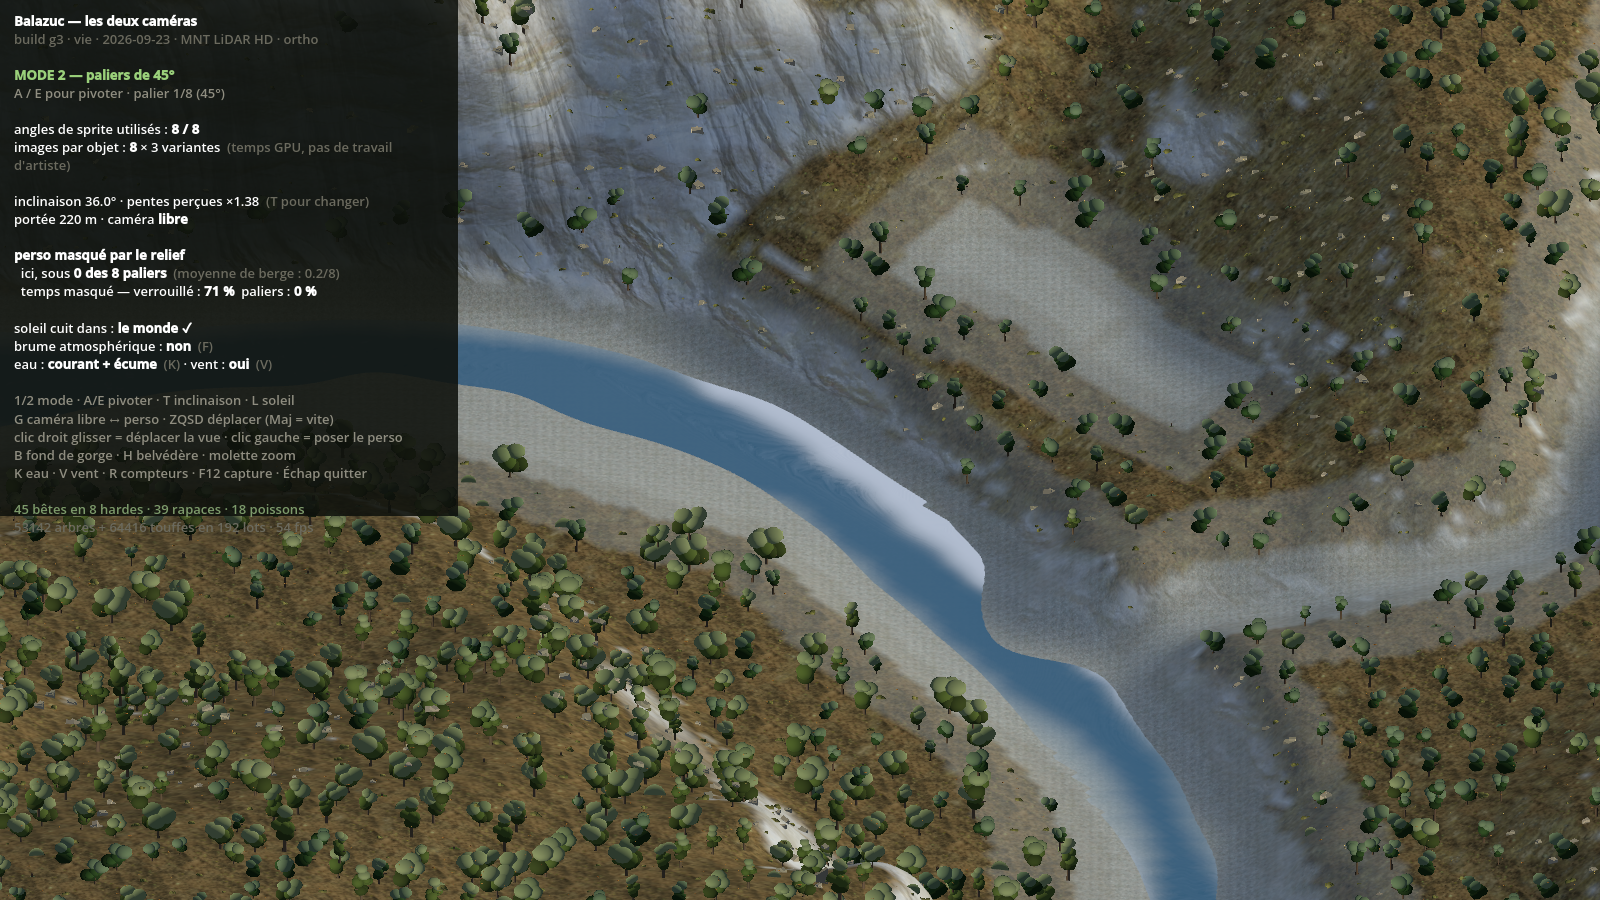 Balazuc — les deux caméras
build g3 · vie · 2026-09-23 · MNT LiDAR HD · ortho
MODE 2 — paliers de 45°
A / E pour pivoter · palier 1/8 (45°)
angles de sprite utilisés : 8 / 8
images par objet : 8 × 3 variantes (temps GPU, pas de travail
d'artiste)
inclinaison 36.0° · pentes perçues ×1.38 (T pour changer)
portée 220 m · caméra libre
perso masqué par le relief
ici, sous 0 des 8 paliers (moyenne de berge : 0.2/8)
temps masqué — verrouillé : 71 % paliers : 0 %
soleil cuit dans : le monde ✓
brume atmosphérique : non (F)
eau : courant + écume (K) · vent : oui (V)
1/2 mode · A/E pivoter · T inclinaison · L soleil
G caméra libre ↔ perso · ZQSD déplacer (Maj = vite)
clic droit glisser = déplacer la vue · clic gauche = poser le perso
B fond de gorge · H belvédère · molette zoom
K eau · V vent · R compteurs · F12 capture · Échap quitter
45 bêtes en 8 hardes · 39 rapaces · 18 poissons
53142 arbres + 64416 touffes en 192 lots · 54 fps